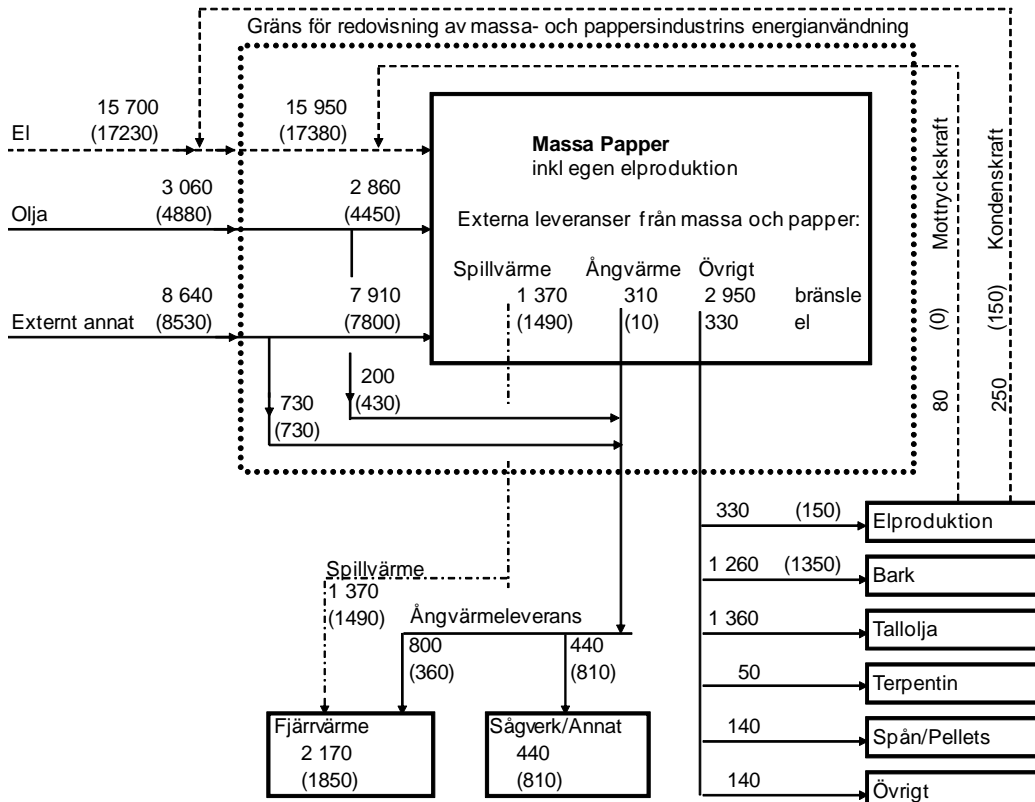 Gräns för redovisning av massa- och pappersindustrins energianvändning
15 700
15 950
El
(17230)
(17380)
Massa Papper
inkl egen elproduktion
3 060
2 860
Olja
(4880)
(4450)
Externa leveranser från massa och papper:
Spillvärme Ångvärme Övrigt
8 640
7 910
1 370
310
2 950
bränsle
Externt annat
(8530)
(7800)
(1490)
(10)
330
el
200
(430)
730
(730)
80 (0) Mottryckskraft
250 (150) Kondenskraft
330 (150) Elproduktion
1 260 (1350) Bark
1 360 Tallolja
50 Terpentin
140 Spån/Pellets
140 Övrigt
Spillvärme
1 370
(1490)
Ångvärmeleverans
800
440
(360)
(810)
Fjärrvärme
2 170
(1850)
Sågverk/Annat
440
(810)